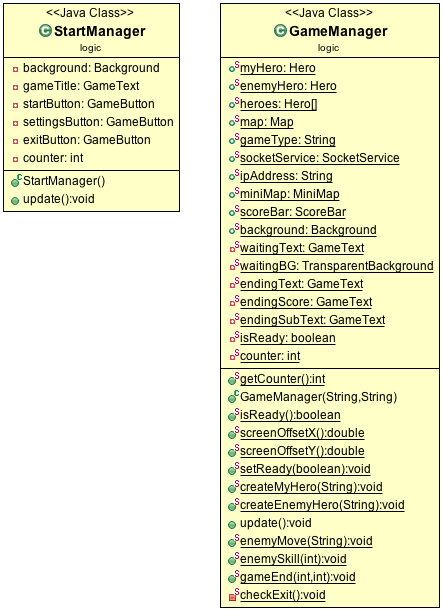 <<Java Class>>
StartManager
logic
background: Background
gameTitle: GameText
startButton: GameButton
settingsButton: GameButton
exitButton: GameButton
counter: int
StartManager()
update():void
<<Java Class>>
GameManager
logic
myHero: Hero
enemyHero: Hero
heroes: Hero[]
map: Map
gameType: String
socketService: SocketService
ipAddress: String
miniMap: MiniMap
scoreBar: ScoreBar
background: Background
waitingText: GameText
waitingBG: TransparentBackground
endingText: GameText
endingScore: GameText
endingSubText: GameText
isReady: boolean
counter: int
getCounter():int
GameManager(String,String)
isReady():boolean
screenOffsetX():double
screenOffsetY():double
setReady(boolean):void
createMyHero(String):void
createEnemyHero(String):void
update():void
enemyMove(String):void
enemySkill(int):void
gameEnd(int,int):void
checkExit():void